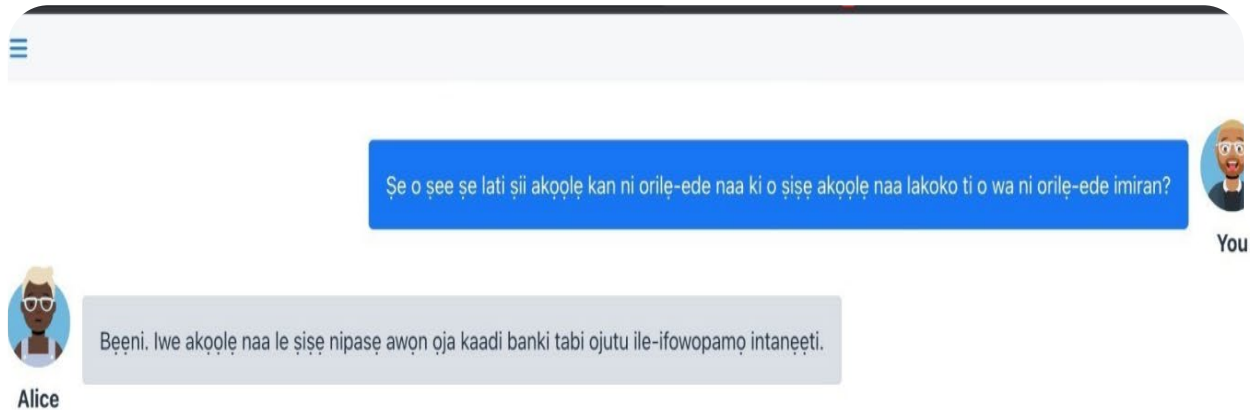 Ṣe o ṣee ṣe lati ṣii akọọlẹ kan ni orilẹ-ede naa ki o ṣiṣẹ akọọlẹ naa lakoko ti o wa ni orilẹ-ede imiran?
You
Bẹẹni. Iwe akọọlẹ naa le ṣiṣẹ nipasẹ awọn ọja kaadi banki tabi ojutu ile-ifowopamọ intanẹẹti.
Alice